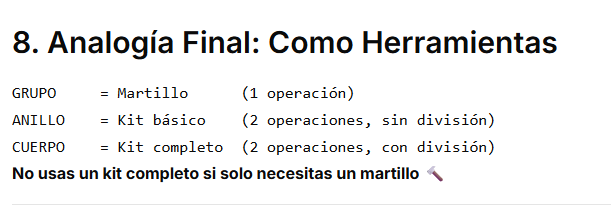 8. Analogía Final: Como Herramientas
GRUPO = Martillo (1 operación)
ANILLO = Kit básico (2 operaciones, sin división)
CUERPO = Kit completo (2 operaciones, con división)
No usas un kit completo si solo necesitas un martillo 🔨